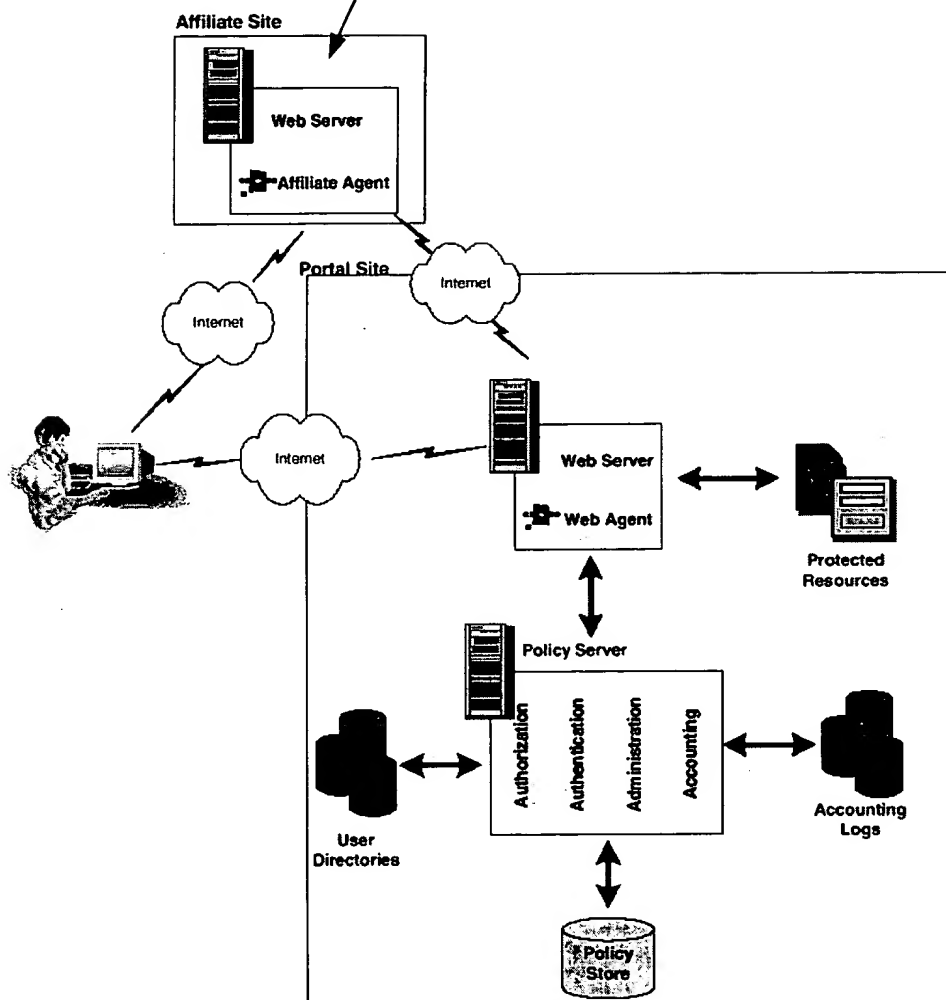 Affiliate Site
Web Server
Affiliate Agent
Portal Site
Internet
Internet
Internet
Web Server
Web Agent
Protected
Resources
Policy Server
Authorization
Authentication
Administration
Accounting
User
Directories
Accounting
Logs
Policy
Store